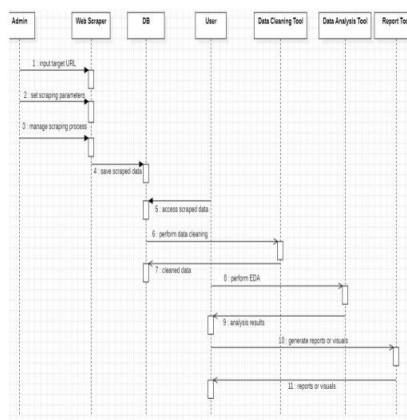 Admin
Web Scraper
DB
User
Data Cleaning Tool
Data Analysis Tool
Report Too
1 : input target URL
2 : set scraping parameters
3 : manage scraping process
4 : save scraped data
5 : access scraped data
6 : perform data cleaning
7 : cleaned data
8 : perform EDA
9 : analysis results
10 : generate reports or visuals
11 : reports or visuals